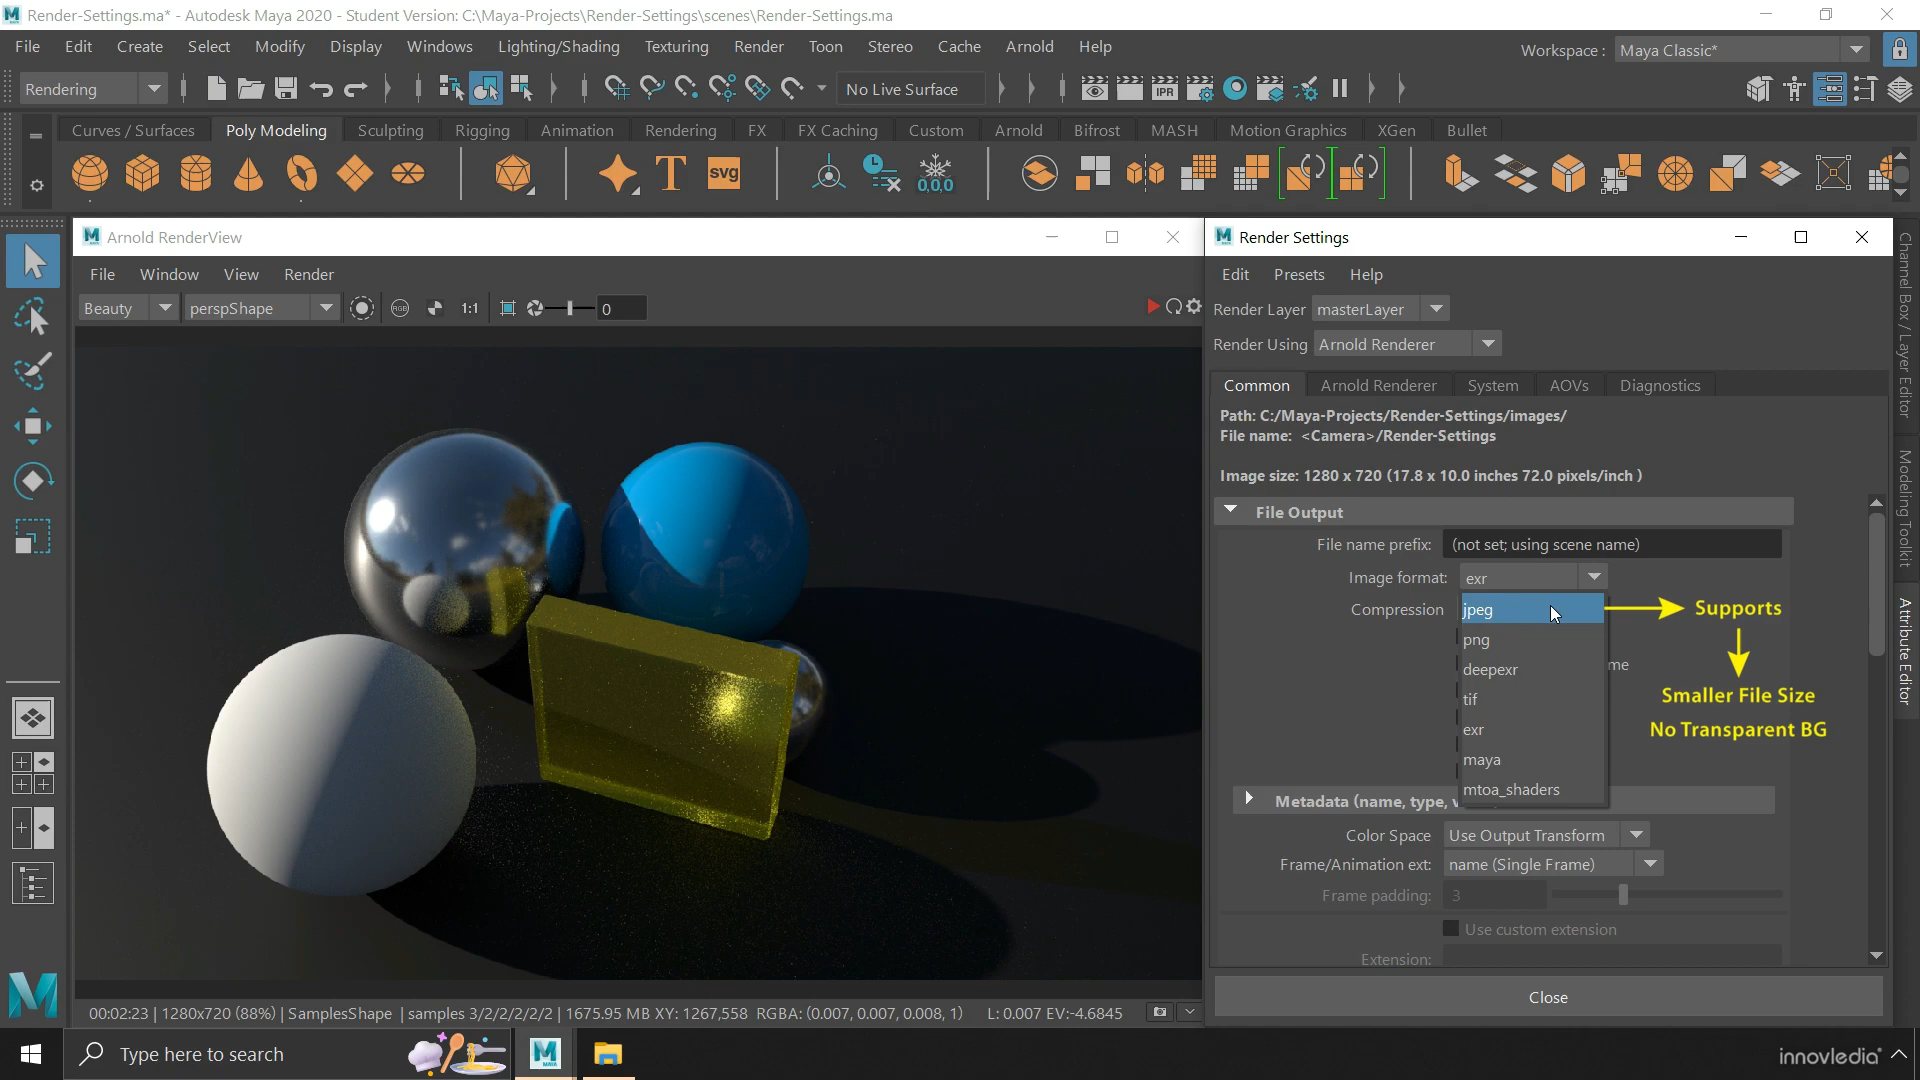 Render-Settings.ma* - Autodesk Maya 2020 - Student Version: C:\Maya-Projects\Render-Settings\scenes\Render-Settings.ma
File Edit Create Select Modify Display Windows Lighting/Shading Texturing Render Toon Stereo Cache Arnold Help
Workspace : Maya Classic*
Rendering
No Live Surface
IPR
Curves / Surfaces Poly Modeling Sculpting Rigging Animation Rendering FX FX Caching Custom Arnold Bifrost MASH Motion Graphics XGen Bullet
T
svg
0,0,0
Arnold RenderView
File Window View Render
Beauty perspShape RGB 1:1 0
00:02:23 | 1280x720 (88%) | SamplesShape | samples 3/2/2/2/2/2 | 1675.95 MB XY: 1267,558 RGBA: (0.007, 0.007, 0.008, 1) L: 0.007 EV:-4.6845
Render Settings
Edit Presets Help
Render Layer masterLayer
Render Using Arnold Renderer
Common Arnold Renderer System AOVs Diagnostics
Path: C:/Maya-Projects/Render-Settings/images/
File name: <Camera>/Render-Settings
Image size: 1280 x 720 (17.8 x 10.0 inches 72.0 pixels/inch )
File Output
File name prefix: (not set; using scene name)
Image format: exr
Compression
jpeg
png
deepexr
tif
exr
maya
mtoa_shaders
me
Supports
Smaller File Size
No Transparent BG
Metadata (name, type, v
Color Space Use Output Transform
Frame/Animation ext: name (Single Frame)
Frame padding: 3
Use custom extension
Extension:
Close
Channel Box / Layer Editor
Modeling Toolkit
Attribute Editor
M
MAYA
Type here to search
innovledia